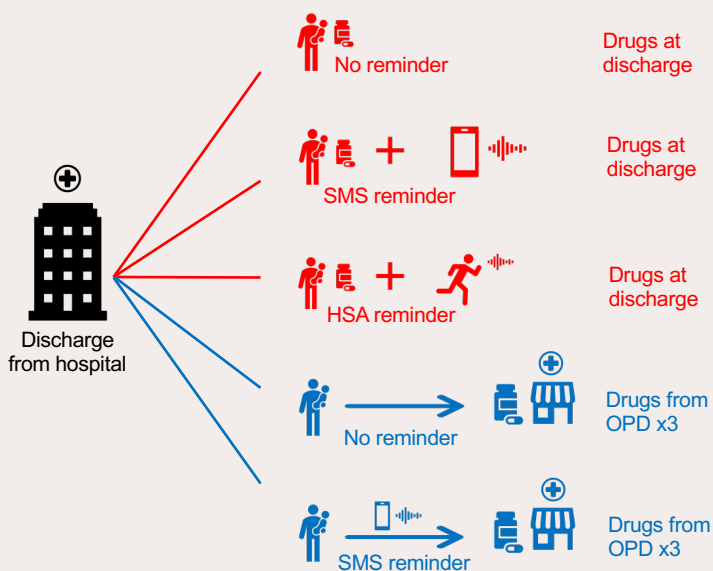 No reminder
Drugs at
discharge
SMS reminder
Drugs at
discharge
HSA reminder
Drugs at
discharge
Discharge
from hospital
No reminder
Drugs from
OPD x3
SMS reminder
Drugs from
OPD x3